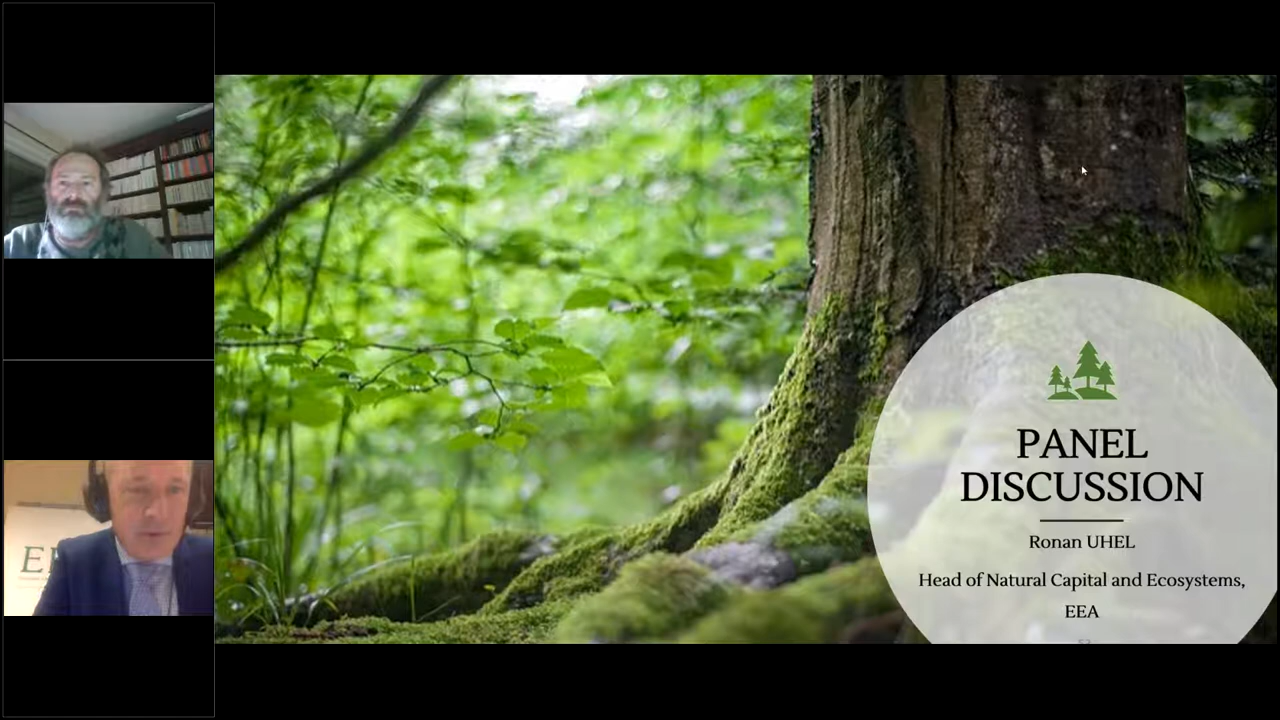 PANEL
DISCUSSION
Ronan UHEL
Head of Natural Capital and Ecosystems,
EEA